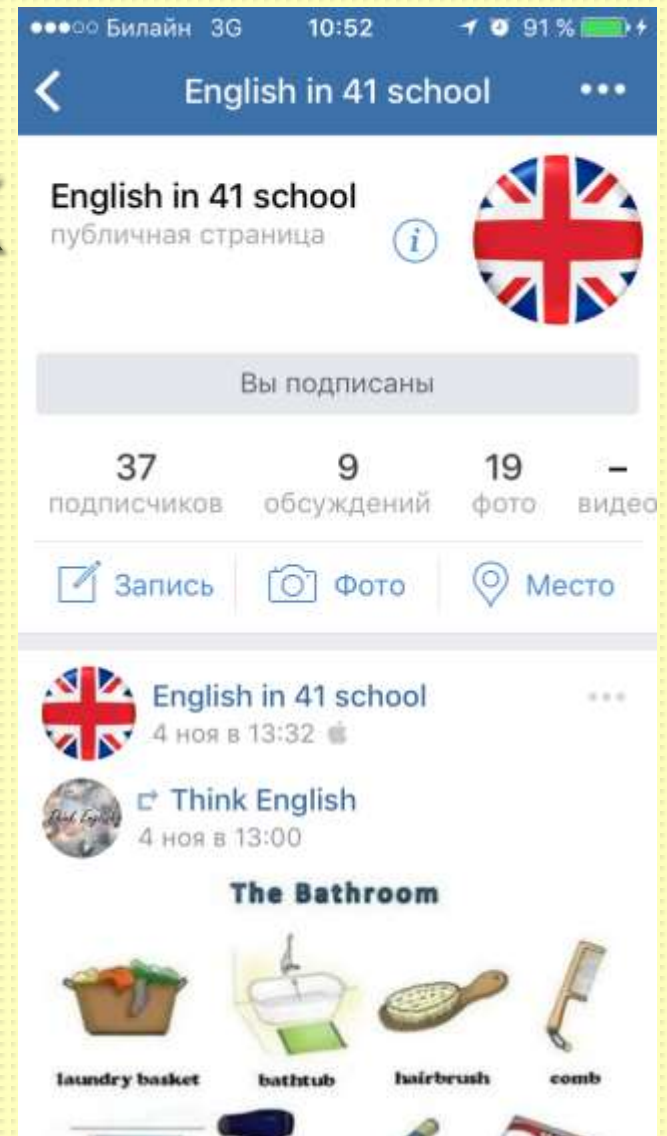 ●●●○○ Билайн 3G 10:52 91 %
English in 41 school
English in 41 school
публичная страница
Вы подписаны
37 9 19 –
подписчиков обсуждений фото видео
Запись Фото Место
English in 41 school
4 ноя в 13:32
Think English
Think English
4 ноя в 13:00
The Bathroom
laundry basket bathtub hairbrush comb